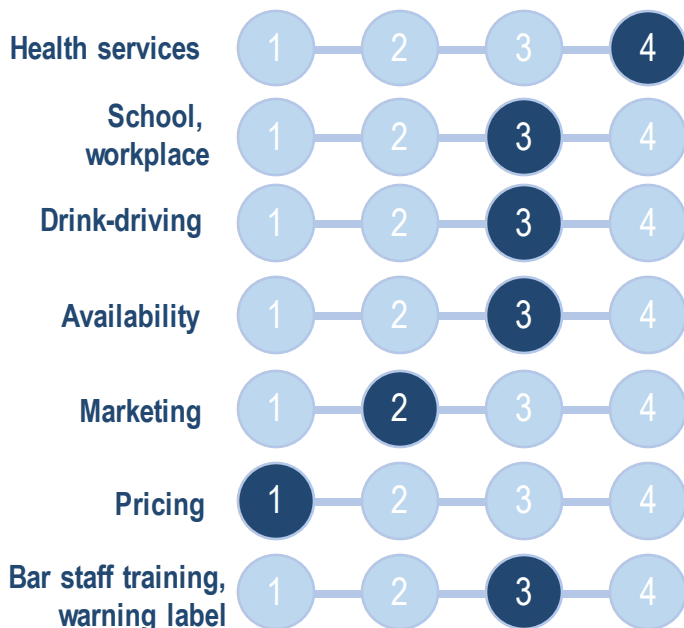 Health services 1 2 3 4
School,
workplace 1 2 3 4
Drink-driving 1 2 3 4
Availability 1 2 3 4
Marketing 1 2 3 4
Pricing 1 2 3 4
Bar staff training,
warning label 1 2 3 4